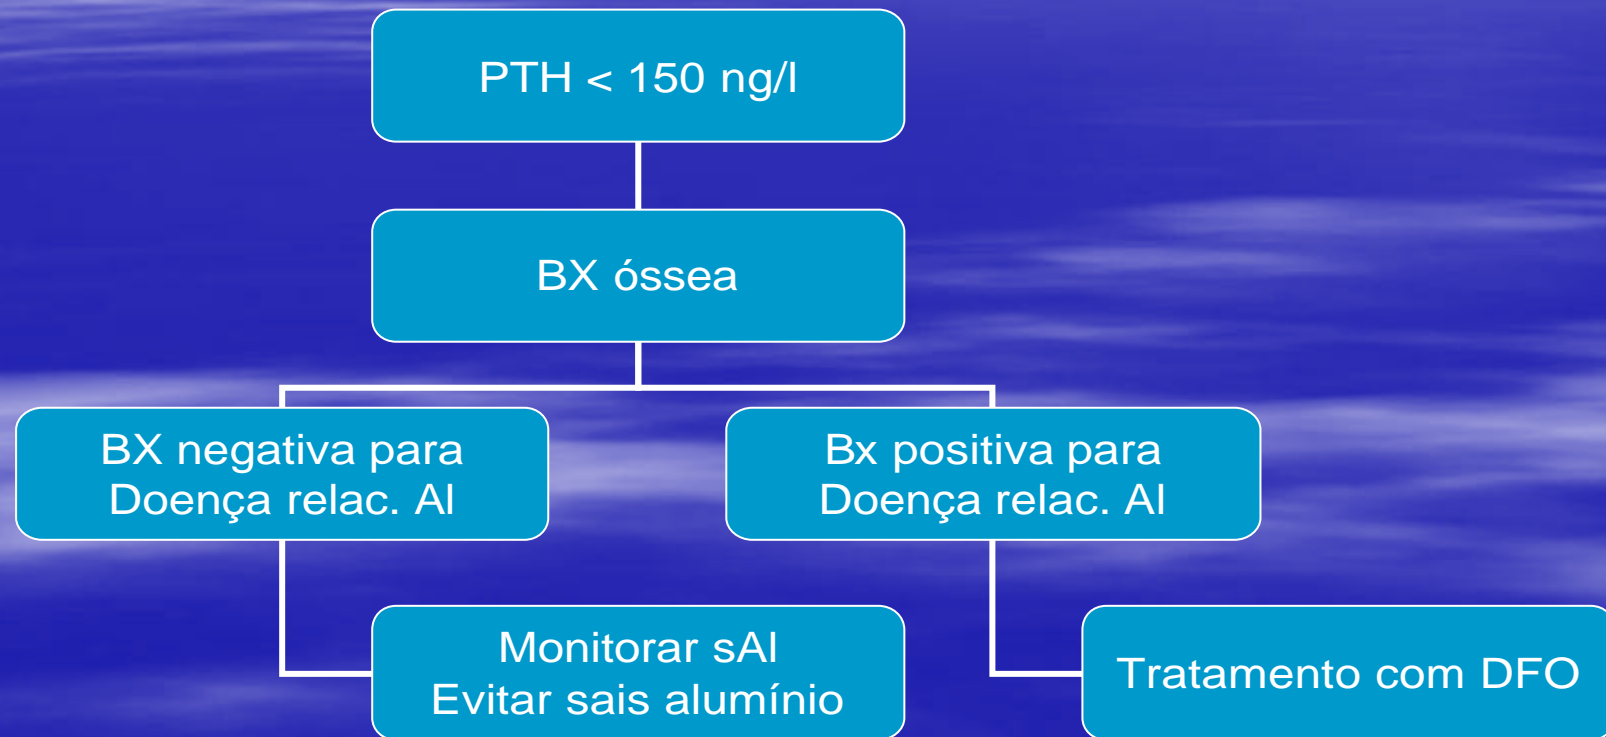 PTH < 150 ng/l
BX óssea
BX negativa para
Doença relac. Al
Bx positiva para
Doença relac. Al
Monitorar sAl
Evitar sais alumínio
Tratamento com DFO